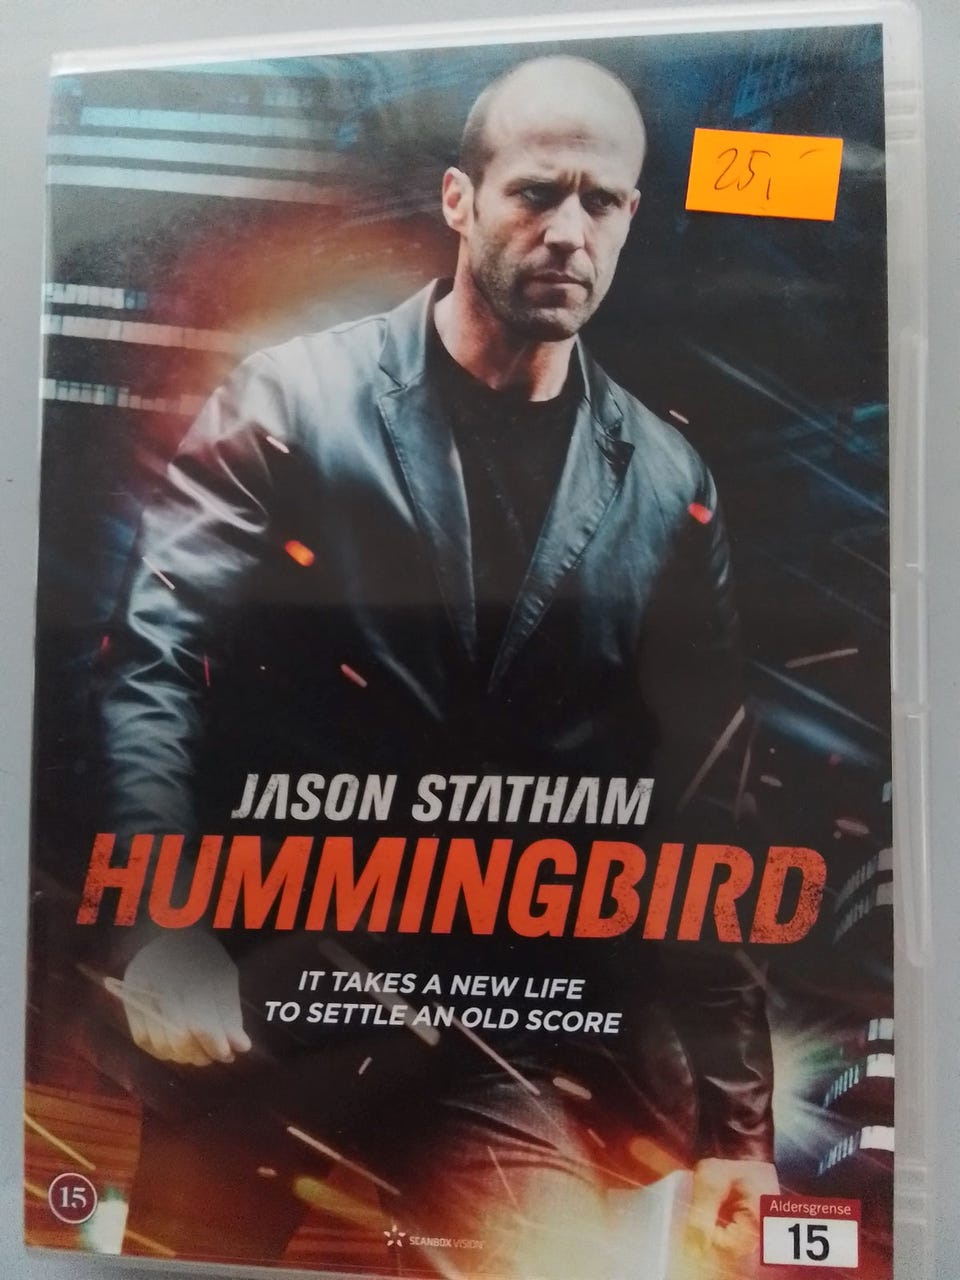 25,-
JASON STATHAM
HUMMINGBIRD
IT TAKES A NEW LIFE
TO SETTLE AN OLD SCORE
15
SCANBOX VISION
Aldersgrense
15